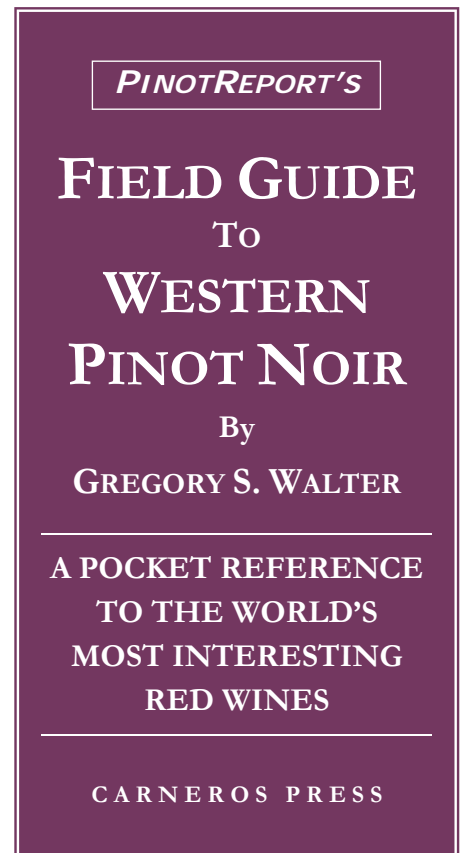 PINOTREPORT'S
FIELD GUIDE
TO
WESTERN
PINOT NOIR
By
GREGORY S. WALTER
A POCKET REFERENCE
TO THE WORLD'S
MOST INTERESTING
RED WINES
CARNEROS PRESS